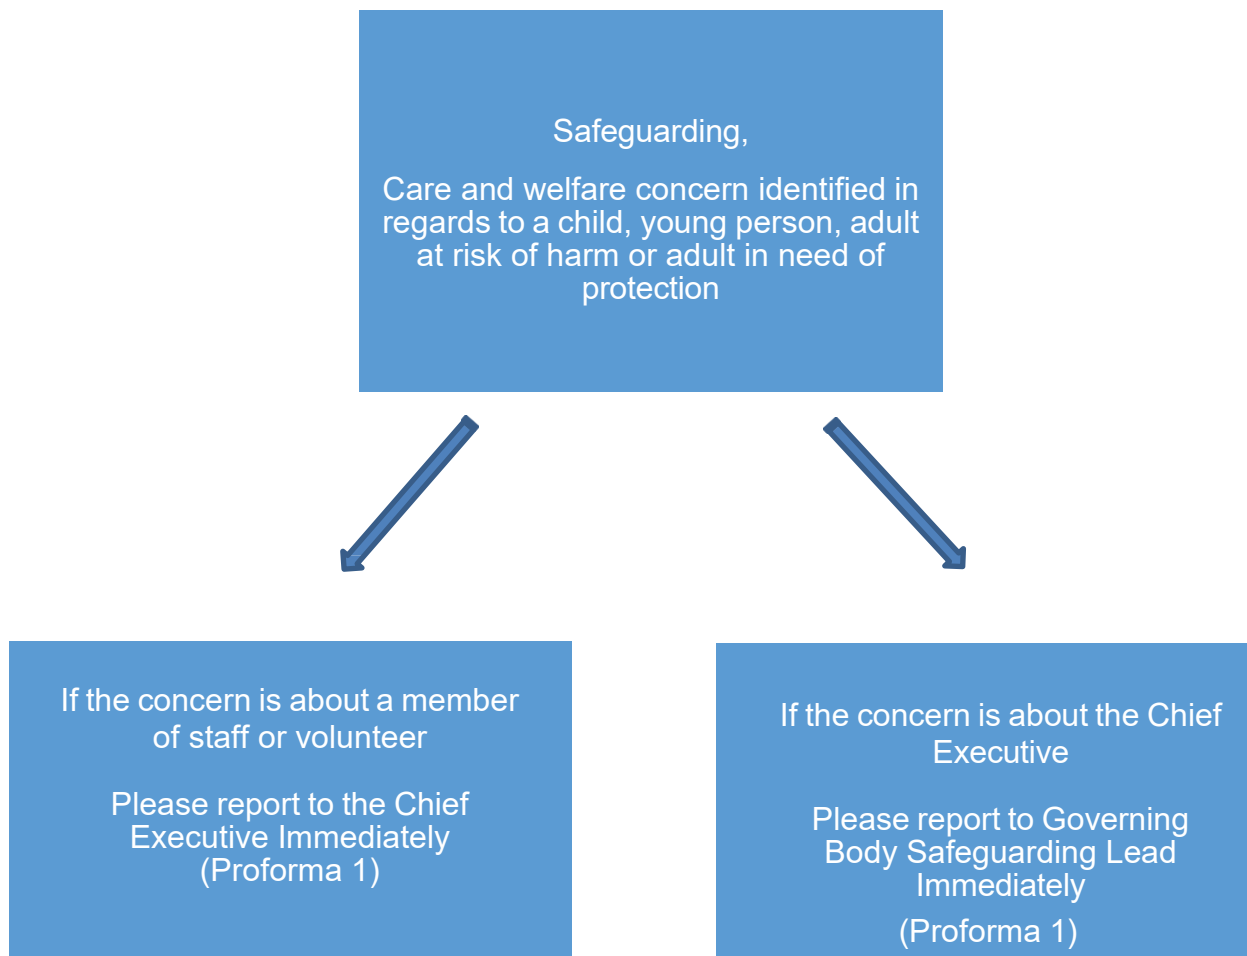 Safeguarding,
Care and welfare concern identified in
regards to a child, young person, adult
at risk of harm or adult in need of
protection
If the concern is about a member
of staff or volunteer
Please report to the Chief
Executive Immediately
(Proforma 1)
If the concern is about the Chief
Executive
Please report to Governing
Body Safeguarding Lead
Immediately
(Proforma 1)